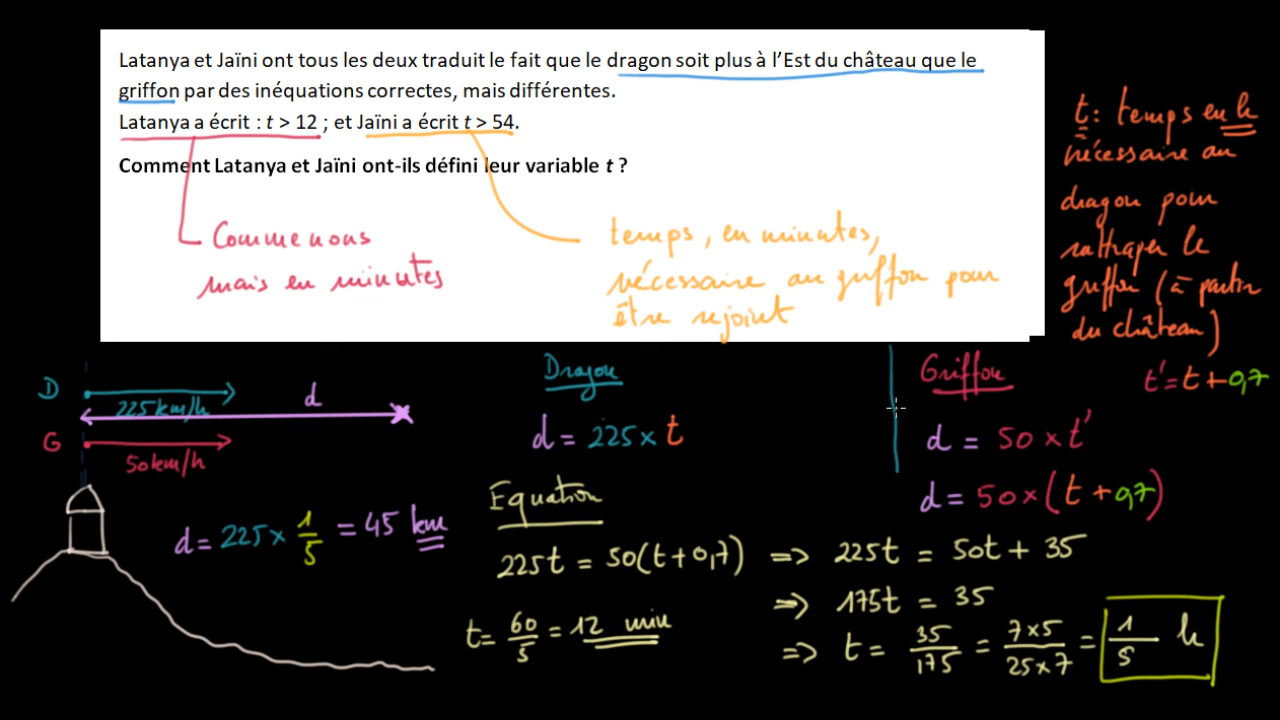 Latanya et Jaïni ont tous les deux traduit le fait que le dragon soit plus à l'Est du château que le
griffon par des inéquations correctes, mais différentes.
Latanya a écrit : t > 12 ; et Jaïni a écrit t > 54.
Comment Latanya et Jaïni ont-ils défini leur variable t ?
Comme nous
mais en minutes
temps, en minutes,
nécessaire au griffon pour
être rejoint
t : temps en h
nécessaire au
dragon pour
rattraper le
griffon (à partir
du château)
t' = t + 0,7
D
225 km/h
d
G
50 km/h
d = 225 × 1/5 = 45 km
Dragon
d = 225 × t
Griffon
d = 50 × t'
d = 50 × (t + 0,7)
Equation
225t = 50(t + 0,7) => 225t = 50t + 35
=> 175t = 35
=> t = 35/175 = 7×5/25×7 = 1/5 h
t = 60/5 = 12 min